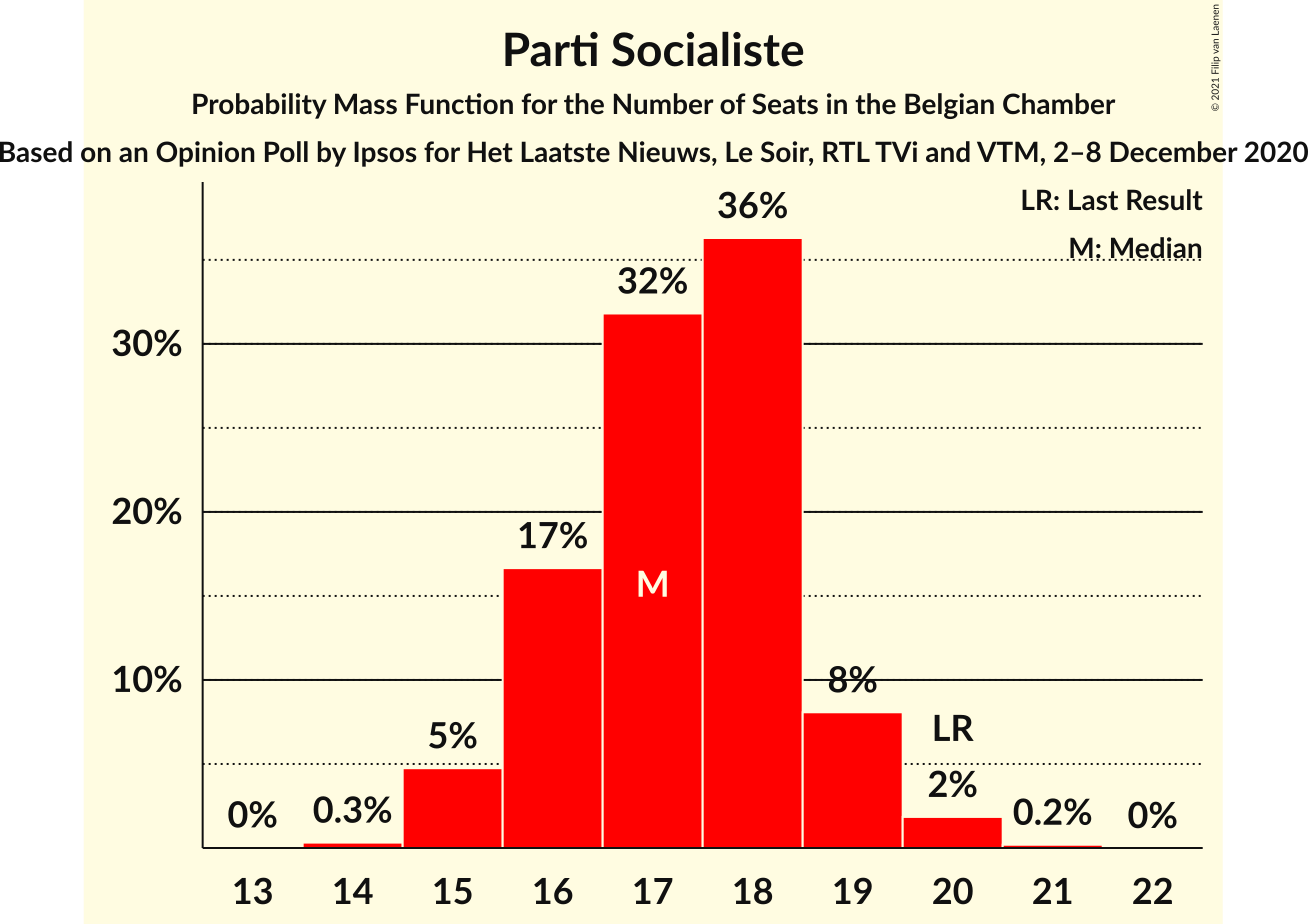 Parti Socialiste
Probability Mass Function for the Number of Seats in the Belgian Chamber
Based on an Opinion Poll by Ipsos for Het Laatste Nieuws, Le Soir, RTL TVi and VTM, 2–8 December 2020
© 2021 Filip van Laenen
LR: Last Result
M: Median
36%
32%
30%
20%
17%
M
10%
8%
5%
LR
2%
0%
0.3%
0.2%
0%
13 14 15 16 17 18 19 20 21 22